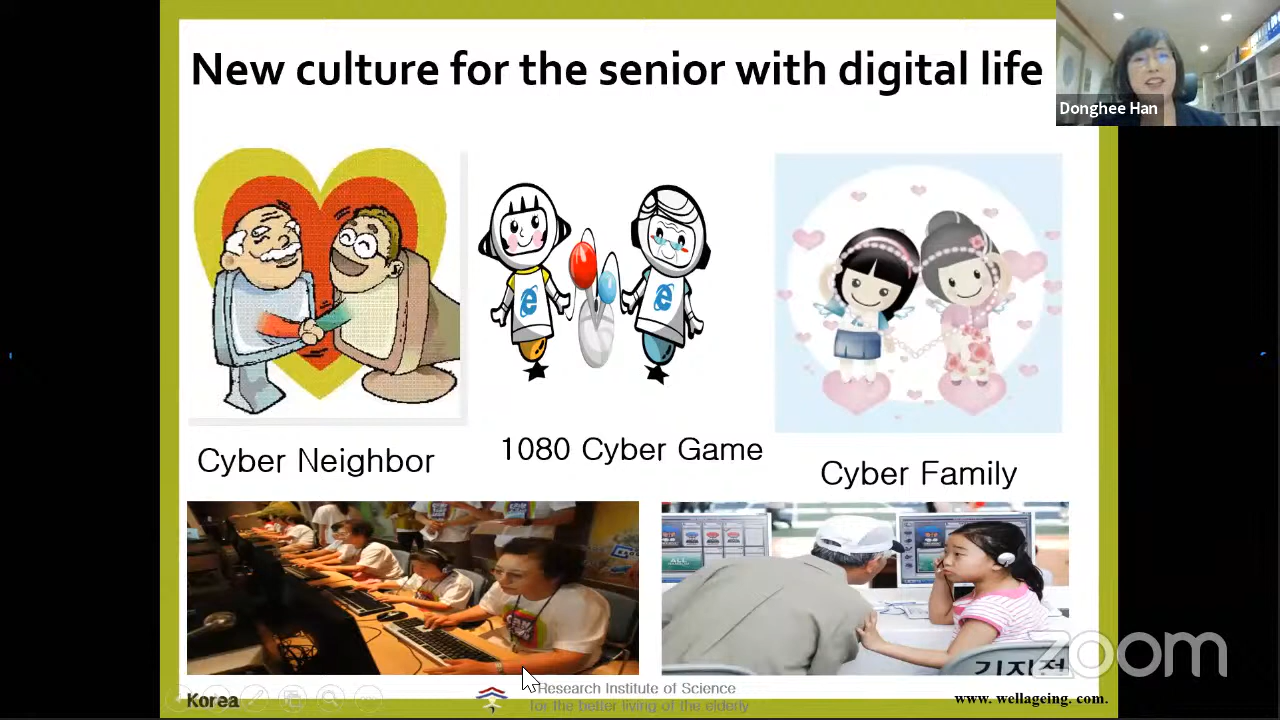 New culture for the senior with digital life
Donghee Han
Cyber Neighbor
1080 Cyber Game
Cyber Family
ALL
zoom
Korea
Research Institute of Science
for the better living of the elderly
www. wellageing. com.